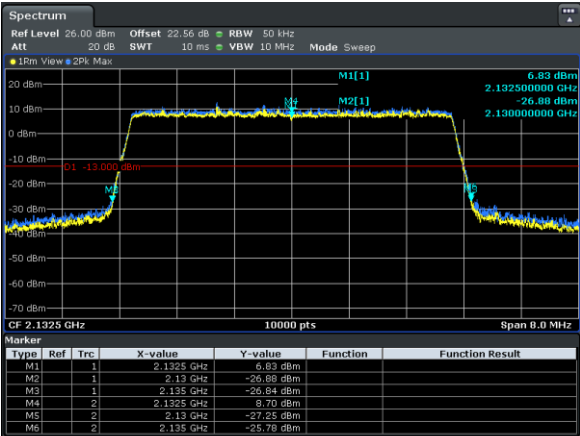 Spectrum
Ref Level 26.00 dBm Offset 22.56 dB RBW 50 kHz
Att 20 dB SWT 10 ms VBW 10 MHz Mode Sweep
1Rm View 2Pk Max
M1[1] 6.83 dBm
2.132500000 GHz
M2[1] -26.88 dBm
2.130000000 GHz
20 dBm
10 dBm
0 dBm
-10 dBm
D1 -13.000 dBm
-20 dBm
-30 dBm
-40 dBm
-50 dBm
-60 dBm
-70 dBm
CF 2.1325 GHz 10000 pts Span 8.0 MHz
Marker
Type Ref Trc X-value Y-value Function Function Result
M1 1 2.1325 GHz 6.83 dBm
M2 1 2.13 GHz -26.88 dBm
M3 1 2.135 GHz -26.84 dBm
M4 2 2.1325 GHz 8.70 dBm
M5 2 2.13 GHz -27.25 dBm
M6 2 2.135 GHz -25.78 dBm